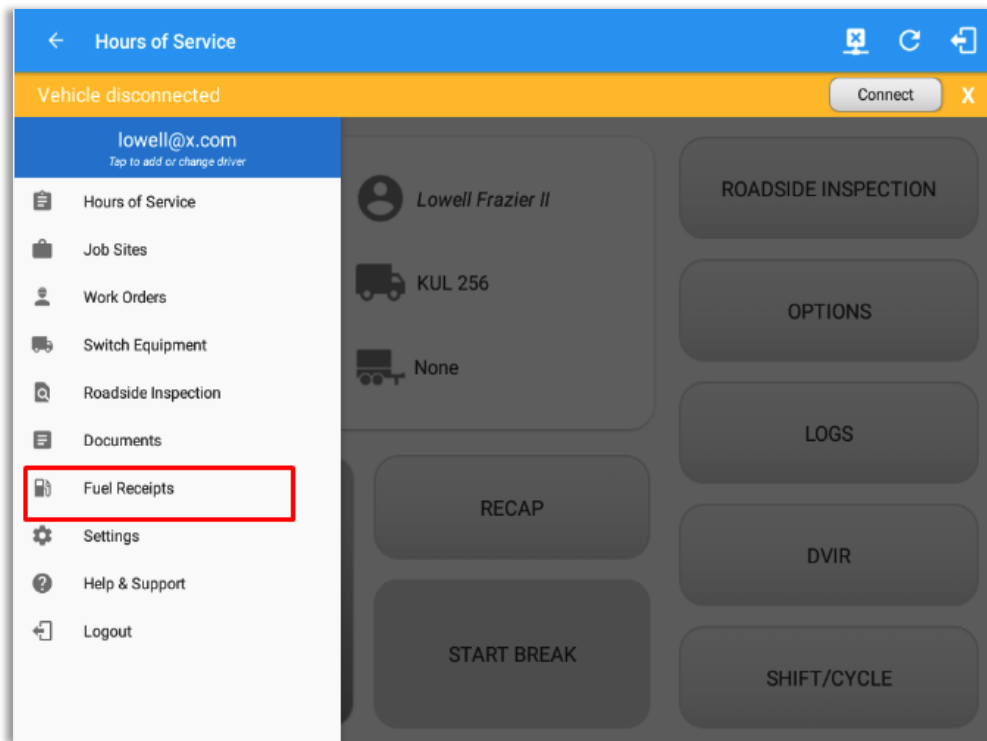 Hours of Service
Vehicle disconnected
Connect
X
lowell@x.com
Tap to add or change driver
Hours of Service
Job Sites
Work Orders
Switch Equipment
Roadside Inspection
Documents
Fuel Receipts
Settings
Help & Support
Logout
Lowell Frazier II
KUL 256
None
RECAP
START BREAK
ROADSIDE INSPECTION
OPTIONS
LOGS
DVIR
SHIFT/CYCLE